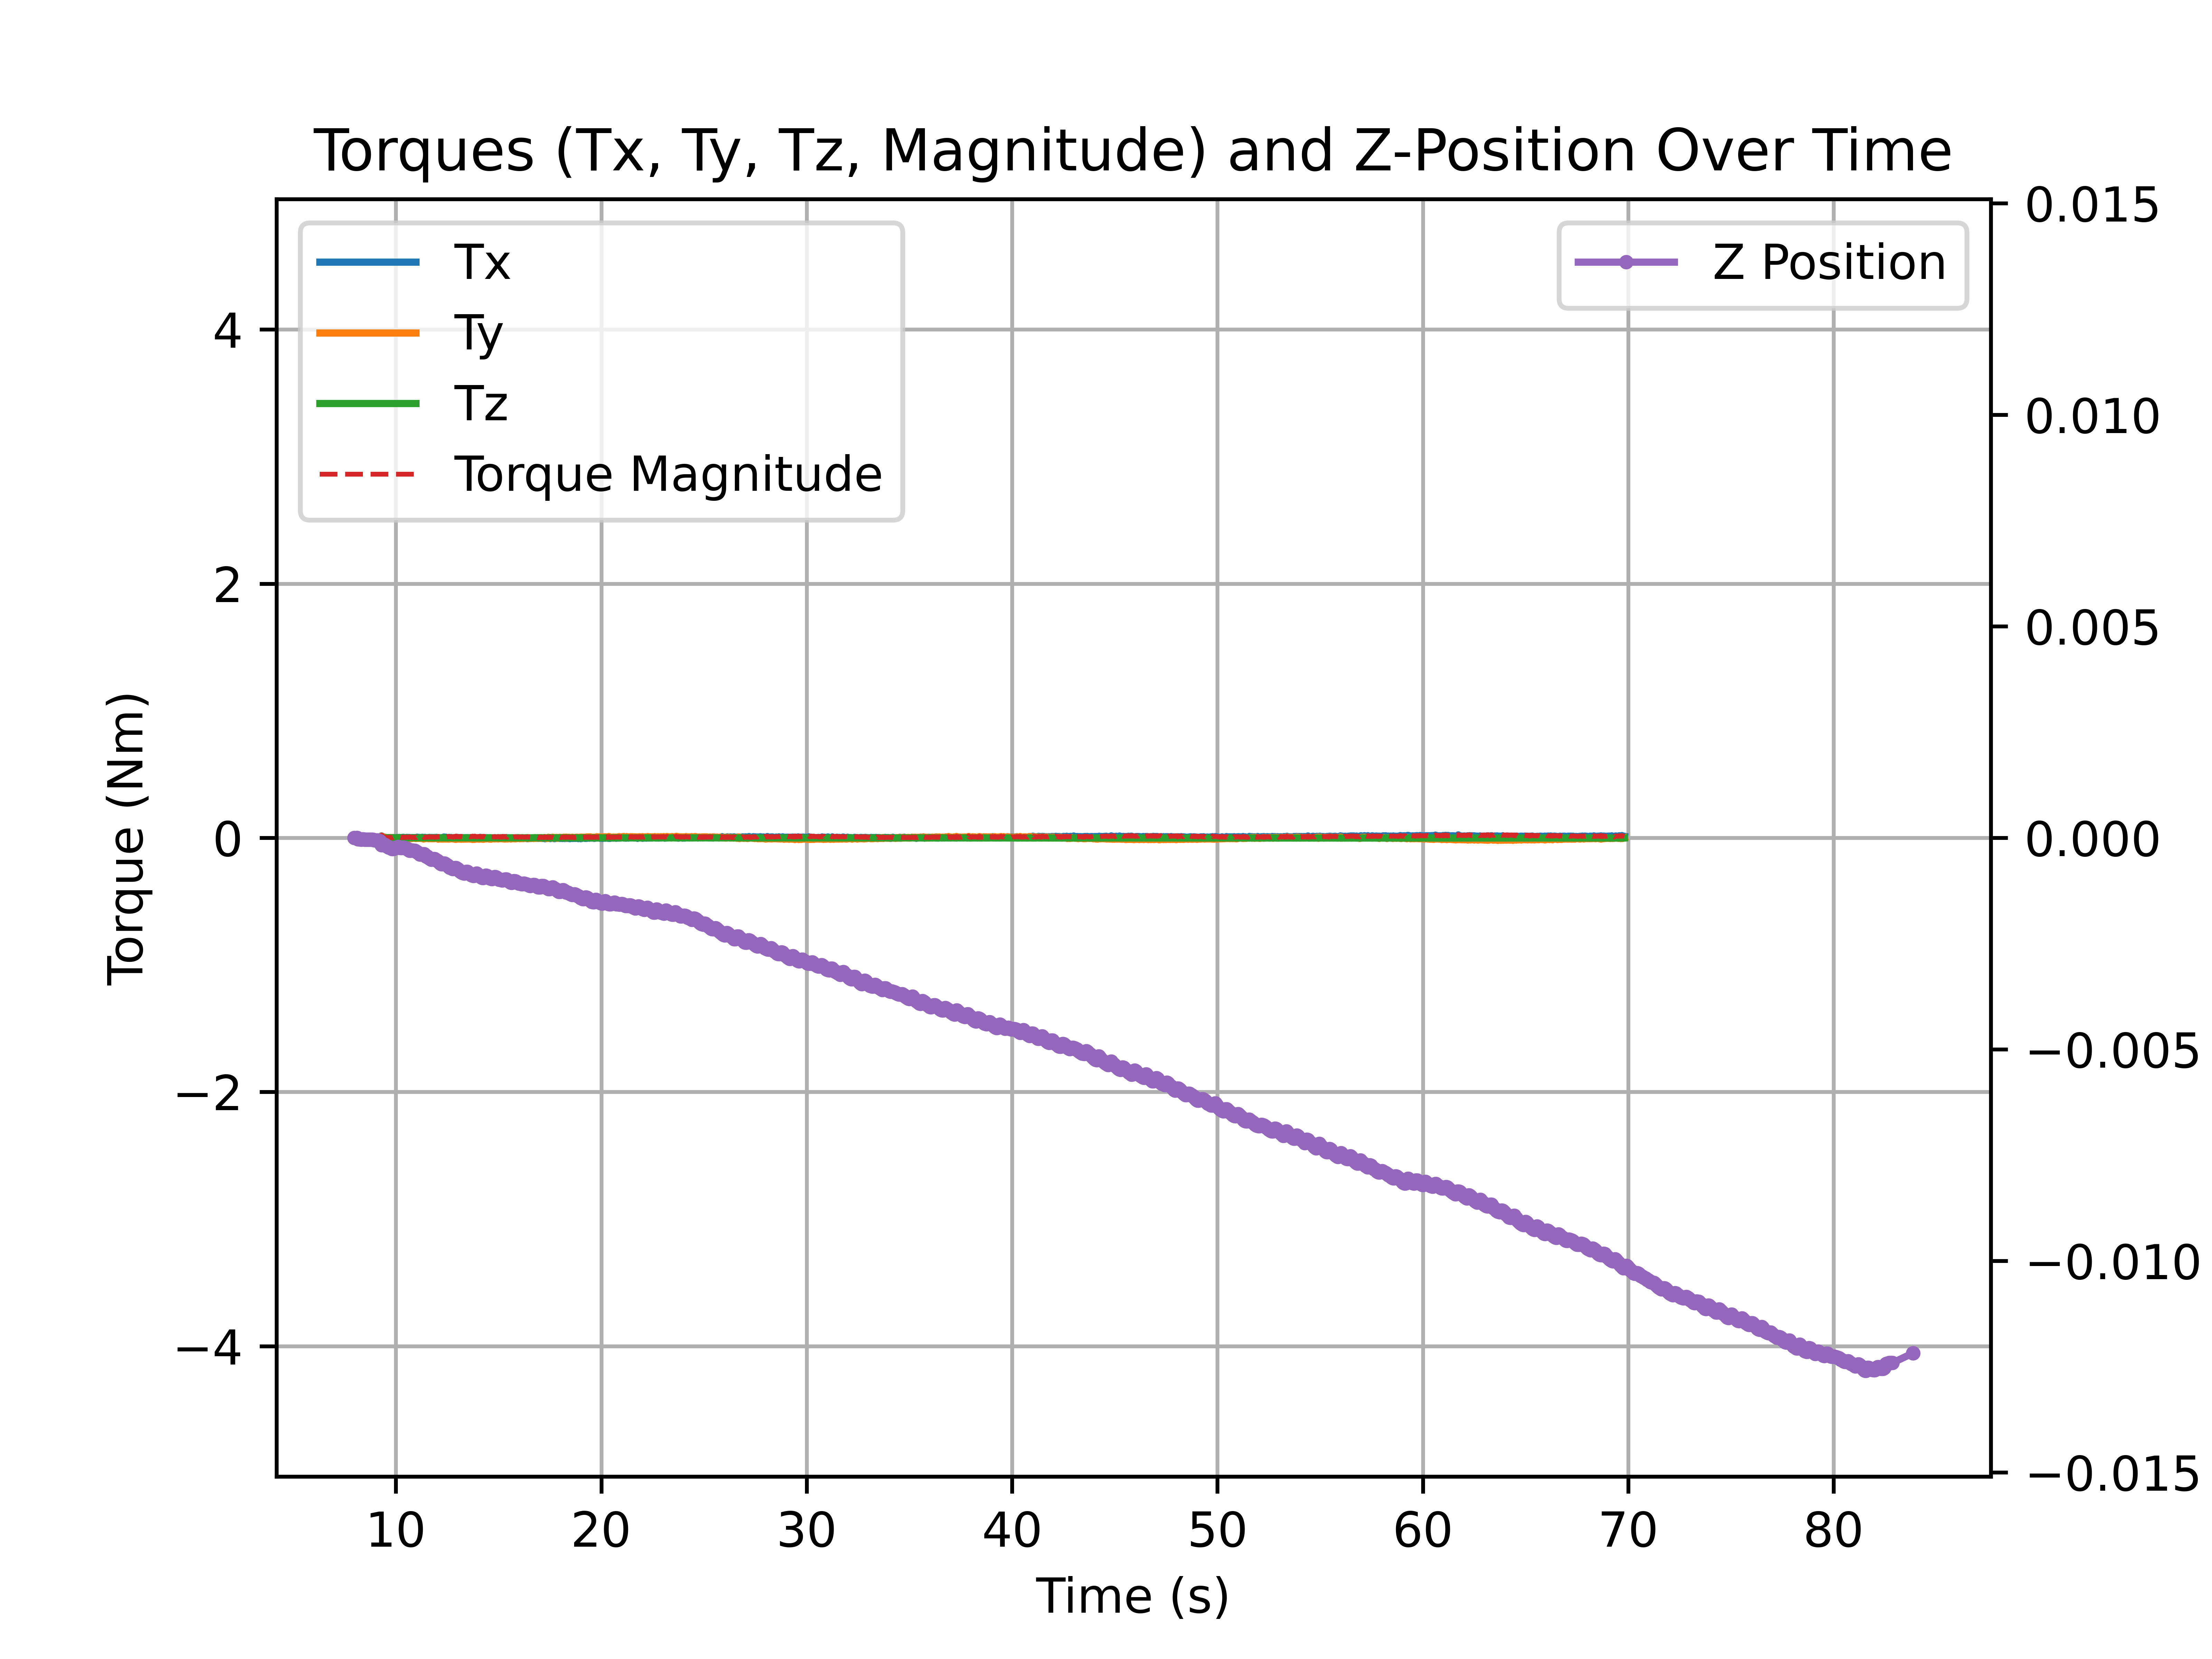 Torques (Tx, Ty, Tz, Magnitude) and Z-Position Over Time
Tx
Ty
Tz
Torque Magnitude
Z Position
Torque (Nm)
4
2
0
−2
−4
0.015
0.010
0.005
0.000
−0.005
−0.010
−0.015
10 20 30 40 50 60 70 80
Time (s)